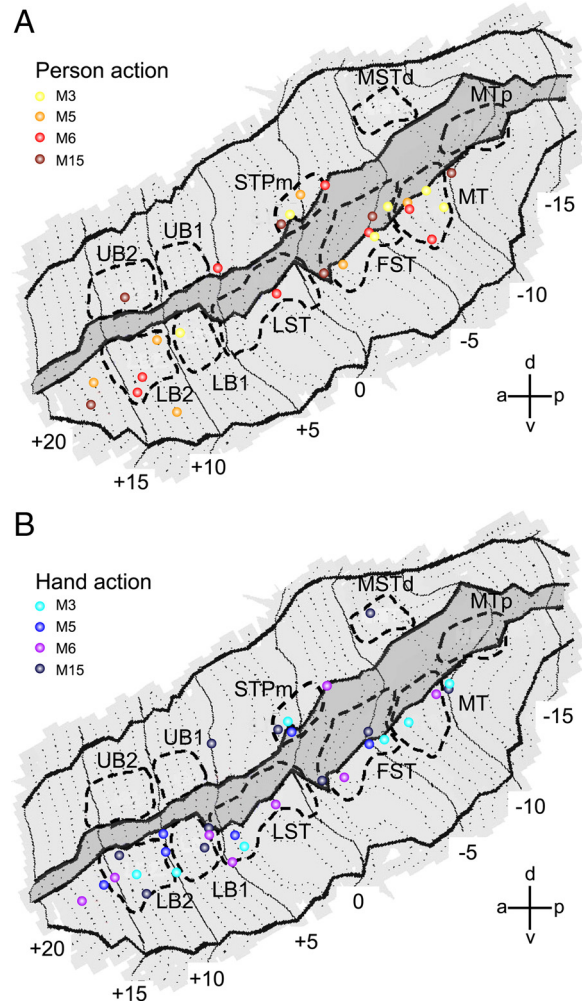 A
Person action
M3
M5
M6
M15
MSTd
MTp
STPm
MT
UB2
UB1
FST
LST
LB2
LB1
-15
-10
-5
0
+5
+10
+15
+20
d
a p
v
B
Hand action
M3
M5
M6
M15
MSTd
MTp
STPm
MT
UB2
UB1
FST
LST
LB2
LB1
-15
-10
-5
0
+5
+10
+15
+20
d
a p
v